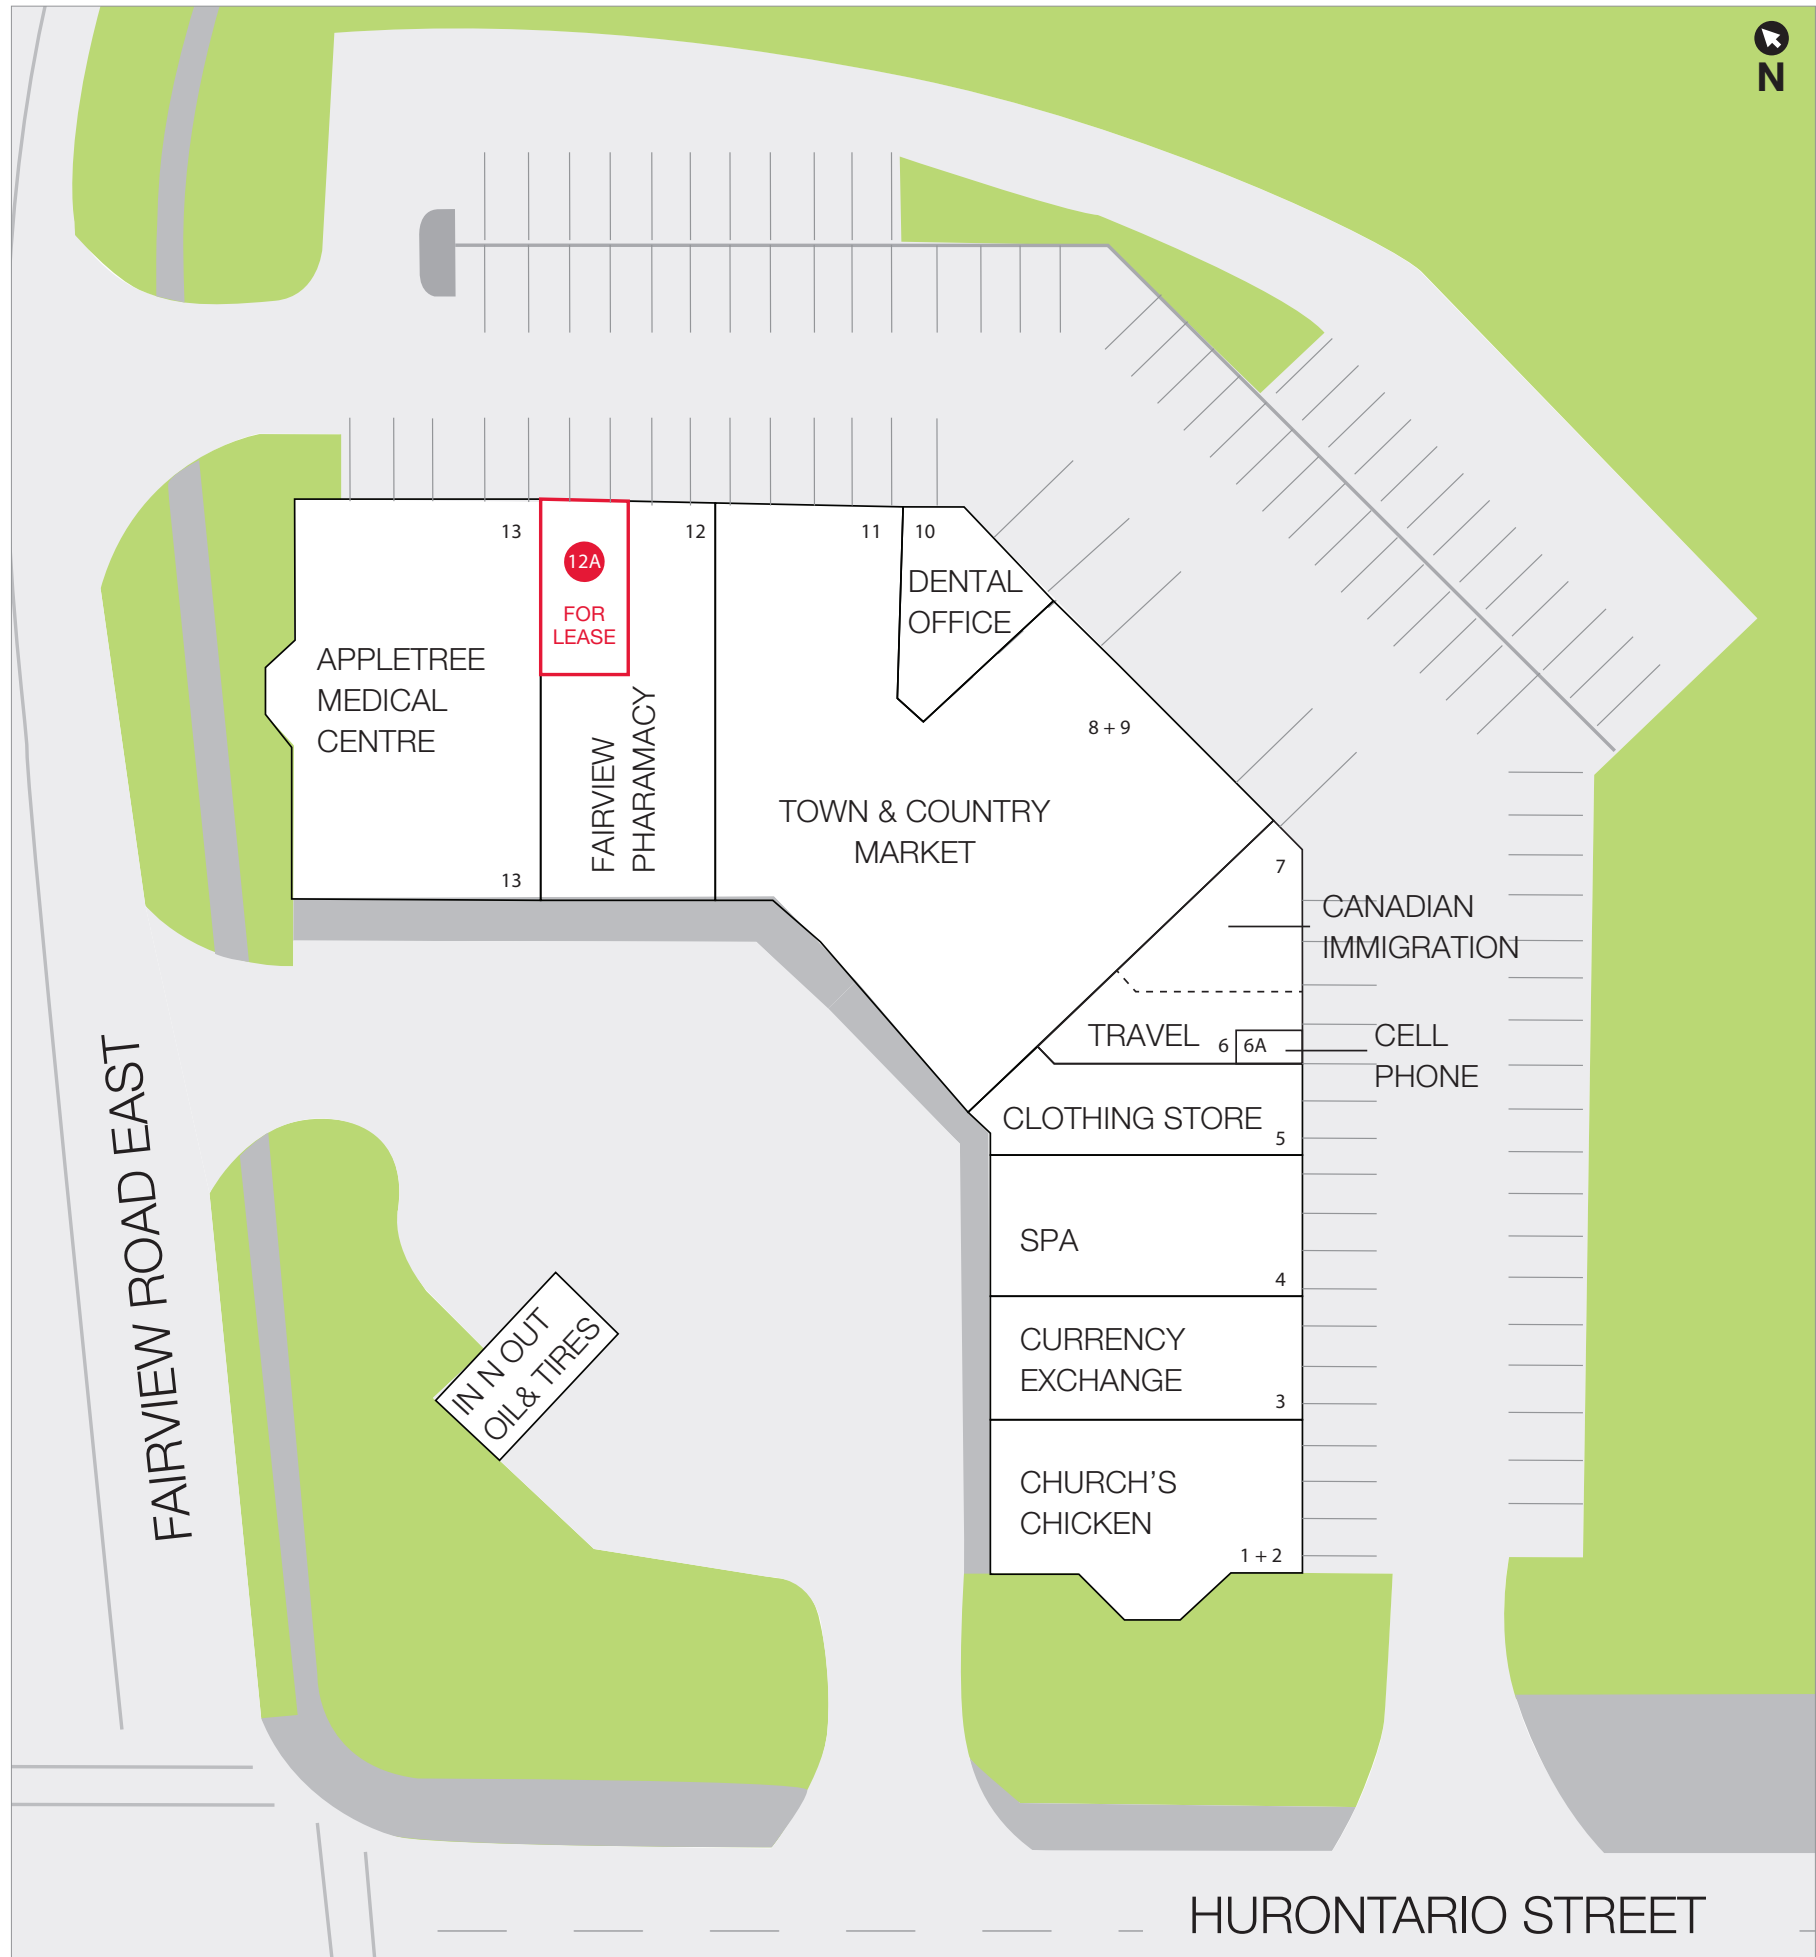 N
13
12A
FOR
LEASE
12
11
10
DENTAL
OFFICE
APPLETREE
MEDICAL
CENTRE
FAIRVIEW
PHARAMACY
13
8 + 9
TOWN & COUNTRY
MARKET
7
CANADIAN
IMMIGRATION
TRAVEL
6
6A
CELL
PHONE
CLOTHING STORE
5
SPA
4
CURRENCY
EXCHANGE
3
CHURCH'S
CHICKEN
1 + 2
IN N OUT
OIL& TIRES
FAIRVIEW ROAD EAST
HURONTARIO STREET